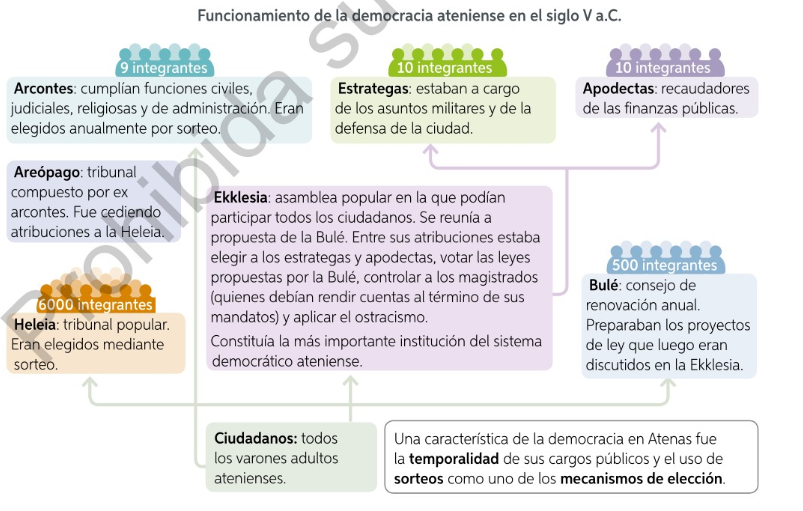 Funcionamiento de la democracia ateniense en el siglo V a.C.
9 integrantes
Arcontes: cumplían funciones civiles,
judiciales, religiosas y de administración. Eran
elegidos anualmente por sorteo.
10 integrantes
Estrategas: estaban a cargo
de los asuntos militares y de la
defensa de la ciudad.
10 integrantes
Apodectas: recaudadores
de las finanzas públicas.
Areópago: tribunal
compuesto por ex
arcontes. Fue cediendo
atribuciones a la Heleia.
Ekklesia: asamblea popular en la que podían
participar todos los ciudadanos. Se reunía a
propuesta de la Bulé. Entre sus atribuciones estaba
elegir a los estrategas y apodectas, votar las leyes
propuestas por la Bulé, controlar a los magistrados
(quienes debían rendir cuentas al término de sus
mandatos) y aplicar el ostracismo.
Constituía la más importante institución del sistema
democrático ateniense.
500 integrantes
Bulé: consejo de
renovación anual.
Preparaban los proyectos
de ley que luego eran
discutidos en la Ekklesia.
6000 integrantes
Heleia: tribunal popular.
Eran elegidos mediante
sorteo.
Ciudadanos: todos
los varones adultos
atenienses.
Una característica de la democracia en Atenas fue
la temporalidad de sus cargos públicos y el uso de
sorteos como uno de los mecanismos de elección.
Prohibida su